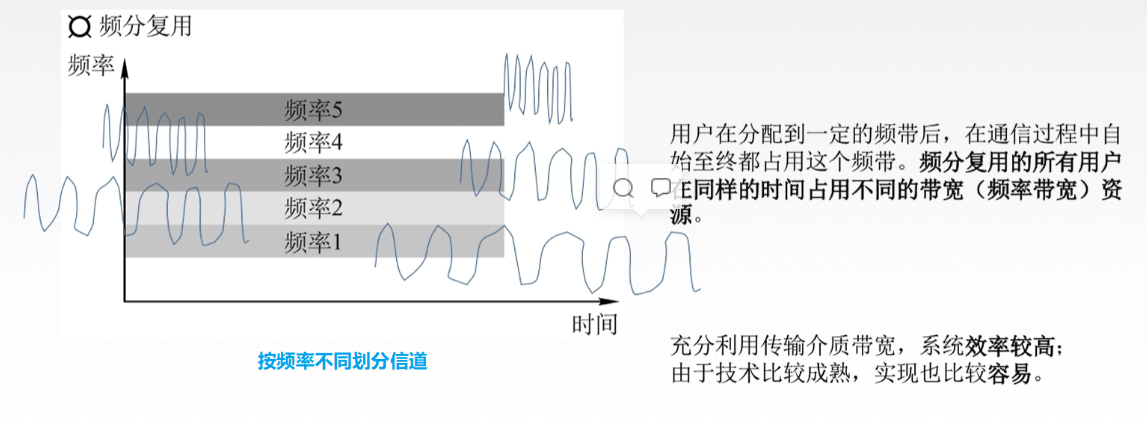 频分复用
频率
频率5
频率4
频率3
频率2
频率1
时间
按频率不同划分信道
用户在分配到一定的频带后，在通信过程中自
始至终都占用这个频带。频分复用的所有用户
在同样的时间占用不同的带宽（频率带宽）资
源。
充分利用传输介质带宽，系统效率较高；
由于技术比较成熟，实现也比较容易。